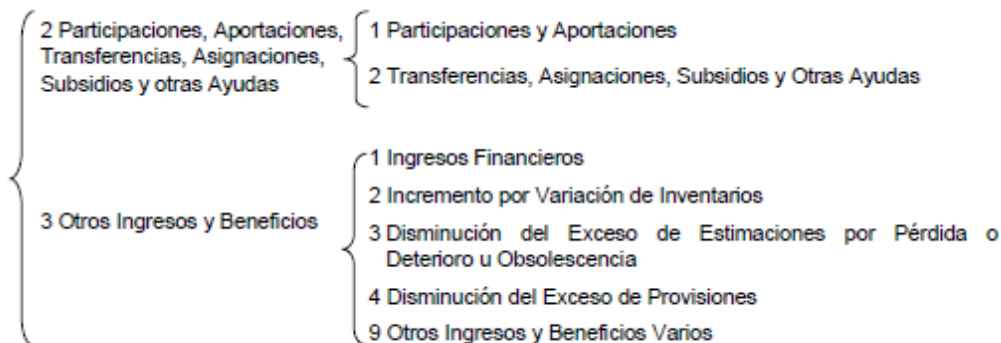 2 Participaciones, Aportaciones,
Transferencias, Asignaciones,
Subsidios y otras Ayudas
1 Participaciones y Aportaciones
2 Transferencias, Asignaciones, Subsidios y Otras Ayudas
3 Otros Ingresos y Beneficios
1 Ingresos Financieros
2 Incremento por Variación de Inventarios
3 Disminución del Exceso de Estimaciones por Pérdida o
Deterioro u Obsolescencia
4 Disminución del Exceso de Provisiones
9 Otros Ingresos y Beneficios Varios